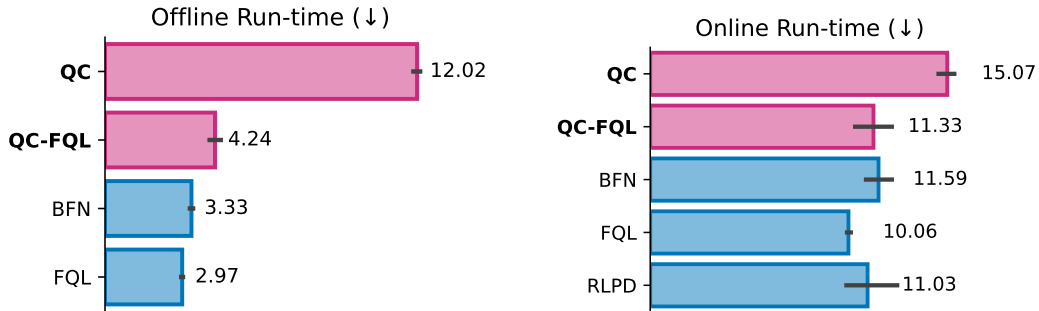 Offline Run-time (↓)
QC 12.02
QC-FQL 4.24
BFN 3.33
FQL 2.97
Online Run-time (↓)
QC 15.07
QC-FQL 11.33
BFN 11.59
FQL 10.06
RLPD 11.03